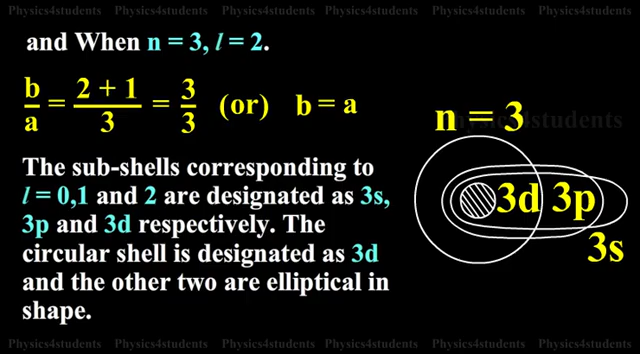 Physics4students Physics4students Physics4students Physics4students Physics4students Physics4students
and When n = 3, l = 2.
b/a = 2 + 1/3 = 3/3 (or) b = a
n = 3
Physics4students
The sub-shells corresponding to
l = 0,1 and 2 are designated as 3s,
3p and 3d respectively. The
circular shell is designated as 3d
and the other two are elliptical in
shape.
3d 3p
3s
Physics4students Physics4students Physics4students Physics4students Physics4students Physics4students